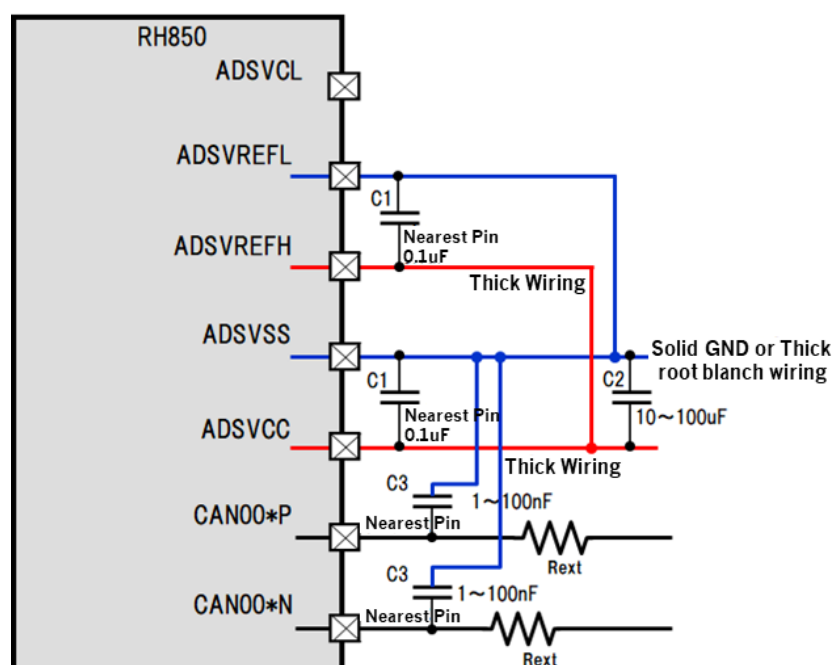 RH850
ADSVCL
ADSVREFL
C1
Nearest Pin
0.1uF
ADSVREFH
Thick Wiring
ADSVSS
Solid GND or Thick
root blanch wiring
C1
C2
Nearest Pin
0.1uF
10～100uF
ADSVCC
Thick Wiring
C3
1～100nF
CAN00*P
Nearest Pin
Rext
C3
1～100nF
CAN00*N
Nearest Pin
Rext